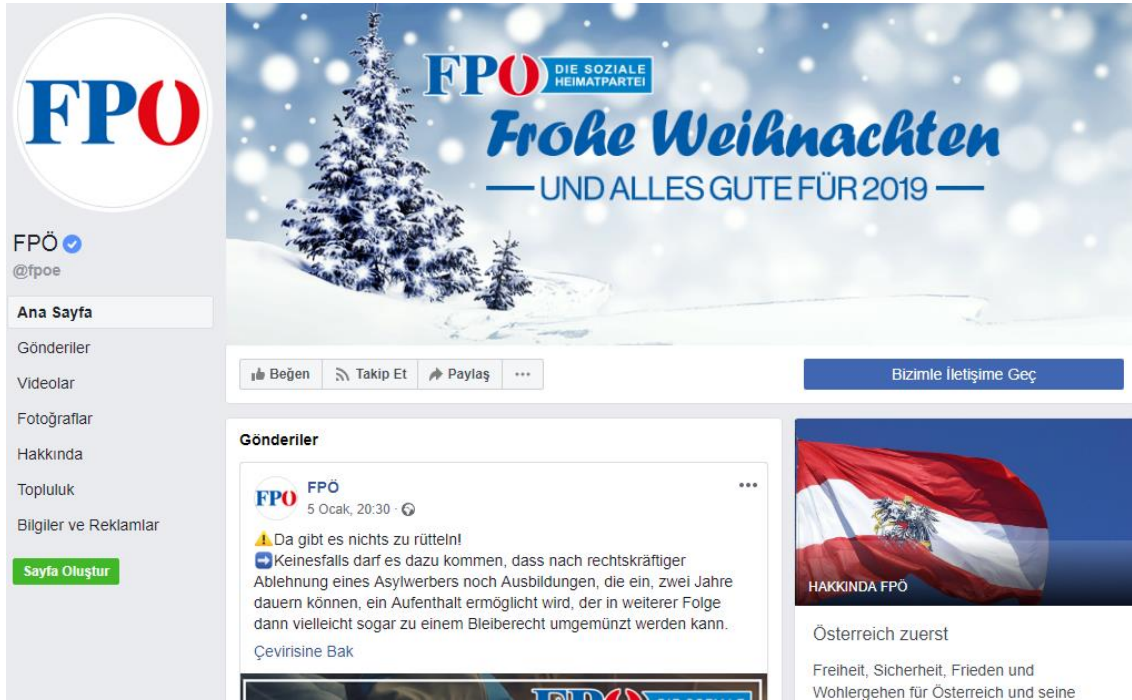 FPÖ
FPÖ
@fpoe
Ana Sayfa
Gönderiler
Videolar
Fotoğraflar
Hakkında
Topluluk
Bilgiler ve Reklamlar
Sayfa Oluştur
FPÖ DIE SOZIALE
HEIMATPARTEI
Frohe Weihnachten
UND ALLES GUTE FÜR 2019
Beğen Takip Et Paylaş ...
Bizimle İletişime Geç
Gönderiler
FPÖ
FPÖ
5 Ocak, 20:30 ·
Da gibt es nichts zu rütteln!
Keinesfalls darf es dazu kommen, dass nach rechtskräftiger
Ablehnung eines Asylwerbers noch Ausbildungen, die ein, zwei Jahre
dauern können, ein Aufenthalt ermöglicht wird, der in weiterer Folge
dann vielleicht sogar zu einem Bleiberecht umgemünzt werden kann.
Çevirisine Bak
FPÖ DIE SOZIALE
HAKKINDA FPÖ
Österreich zuerst
Freiheit, Sicherheit, Frieden und
Wohlergehen für Österreich und seine